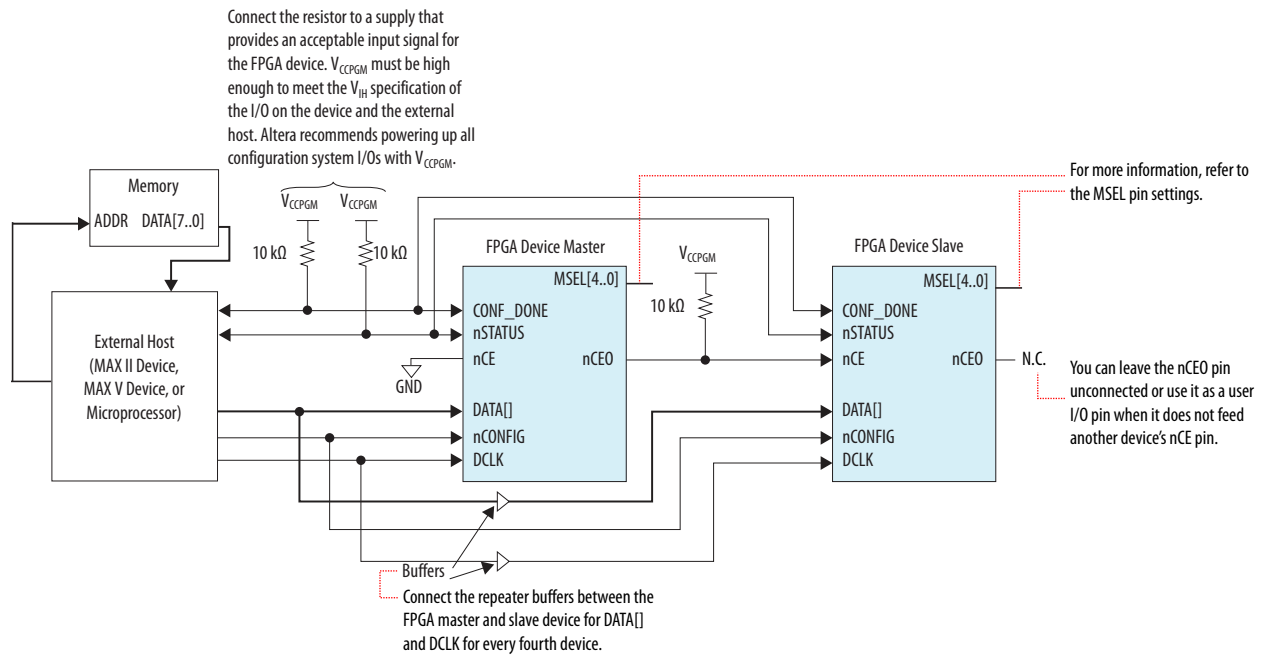 Connect the resistor to a supply that
provides an acceptable input signal for
the FPGA device. VCCPGM must be high
enough to meet the VIH specification of
the I/O on the device and the external
host. Altera recommends powering up all
configuration system I/Os with VCCPGM.
Memory
ADDR DATA[7..0]
VCCPGM VCCPGM
10 kΩ 10 kΩ
For more information, refer to
the MSEL pin settings.
External Host
(MAX II Device,
MAX V Device, or
Microprocessor)
GND
FPGA Device Master
MSEL[4..0]
CONF_DONE
nSTATUS
nCE nCEO
DATA[]
nCONFIG
DCLK
VCCPGM
10 kΩ
FPGA Device Slave
MSEL[4..0]
CONF_DONE
nSTATUS
nCE nCEO
DATA[]
nCONFIG
DCLK
N.C.
You can leave the nCEO pin
unconnected or use it as a user
I/O pin when it does not feed
another device's nCE pin.
Buffers
Connect the repeater buffers between the
FPGA master and slave device for DATA[]
and DCLK for every fourth device.